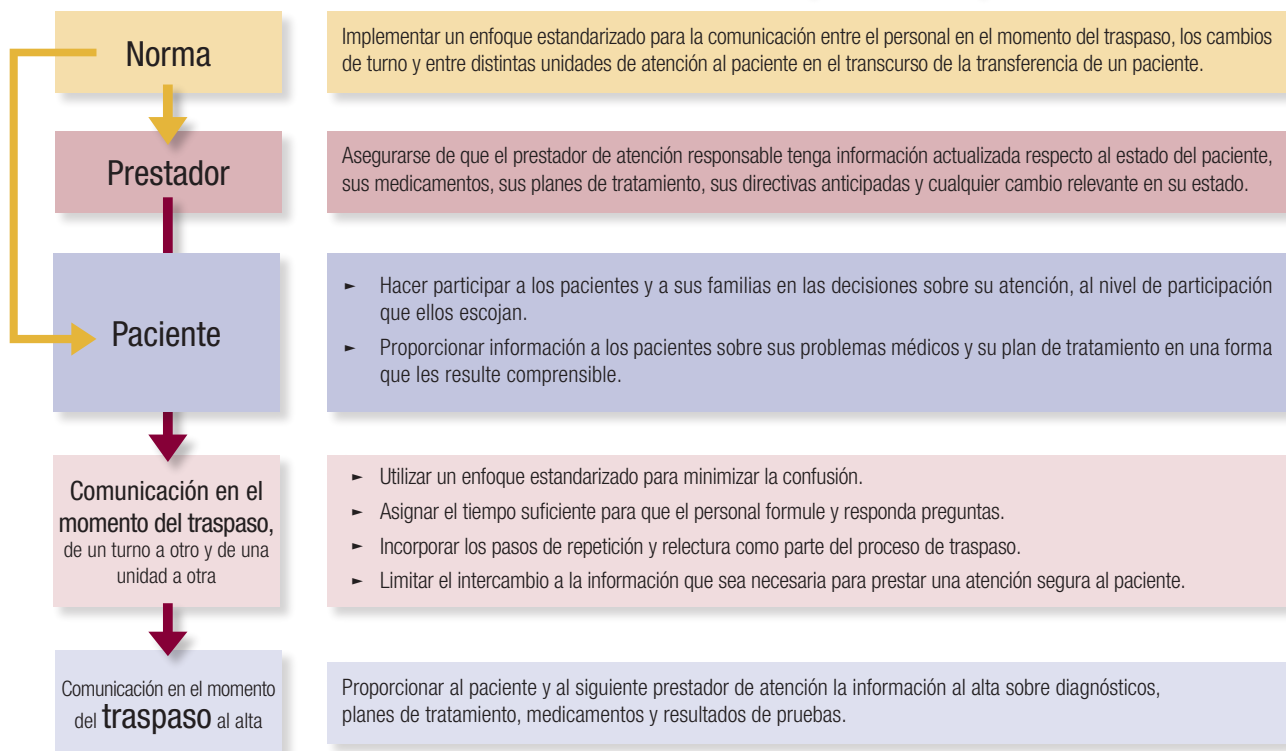 Norma
Implementar un enfoque estandarizado para la comunicación entre el personal en el momento del traspaso, los cambios
de turno y entre distintas unidades de atención al paciente en el transcurso de la transferencia de un paciente.
Prestador
Asegurarse de que el prestador de atención responsable tenga información actualizada respecto al estado del paciente,
sus medicamentos, sus planes de tratamiento, sus directivas anticipadas y cualquier cambio relevante en su estado.
Paciente
► Hacer participar a los pacientes y a sus familias en las decisiones sobre su atención, al nivel de participación
que ellos escojan.
► Proporcionar información a los pacientes sobre sus problemas médicos y su plan de tratamiento en una forma
que les resulte comprensible.
Comunicación en el
momento del traspaso,
de un turno a otro y de una
unidad a otra
► Utilizar un enfoque estandarizado para minimizar la confusión.
► Asignar el tiempo suficiente para que el personal formule y responda preguntas.
► Incorporar los pasos de repetición y relectura como parte del proceso de traspaso.
► Limitar el intercambio a la información que sea necesaria para prestar una atención segura al paciente.
Comunicación en el momento
del traspaso al alta
Proporcionar al paciente y al siguiente prestador de atención la información al alta sobre diagnósticos,
planes de tratamiento, medicamentos y resultados de pruebas.